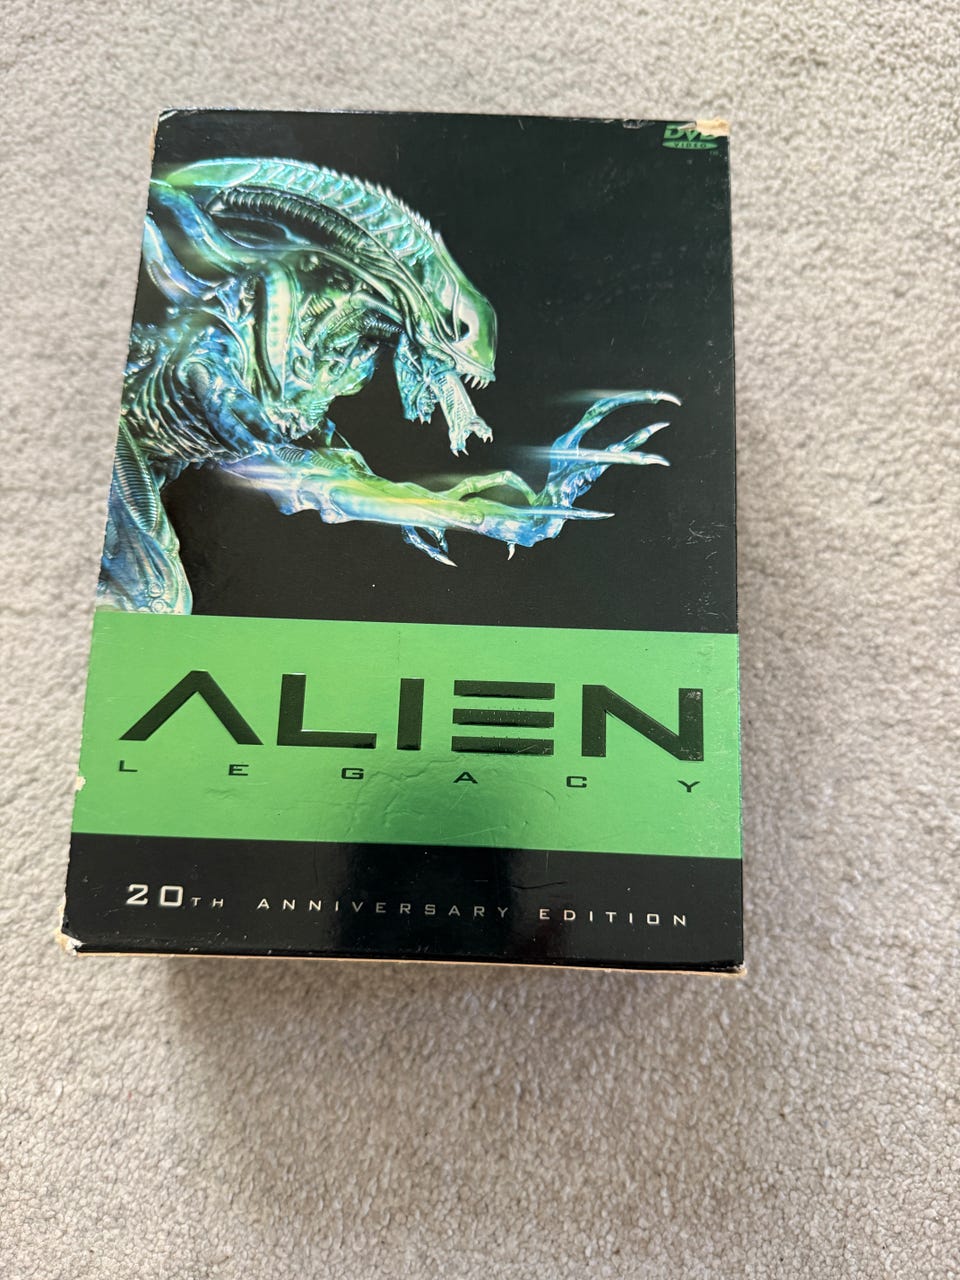 DVD
VIDEO
ALIEN
LEGACY
20TH ANNIVERSARY EDITION